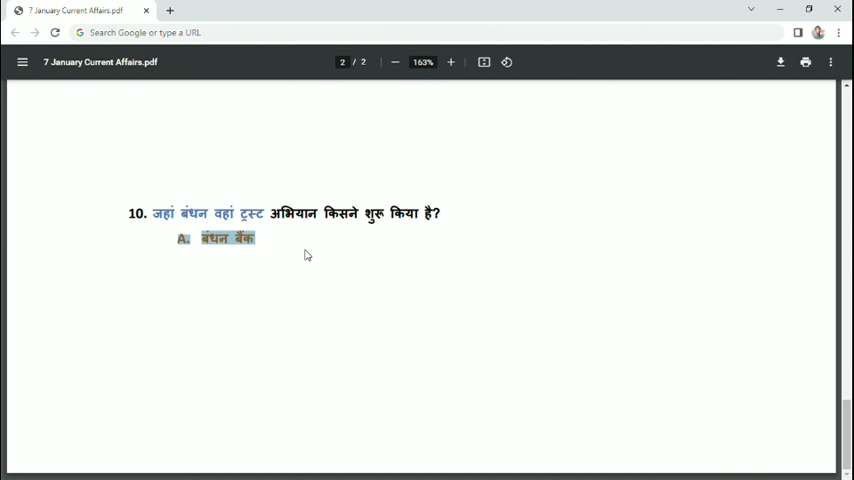 7 January Current Affairs.pdf
Search Google or type a URL
7 January Current Affairs.pdf
2 / 2
163%
10. जहां बंधन वहां ट्रस्ट अभियान किसने शुरू किया है?
A. बंधन बैंक